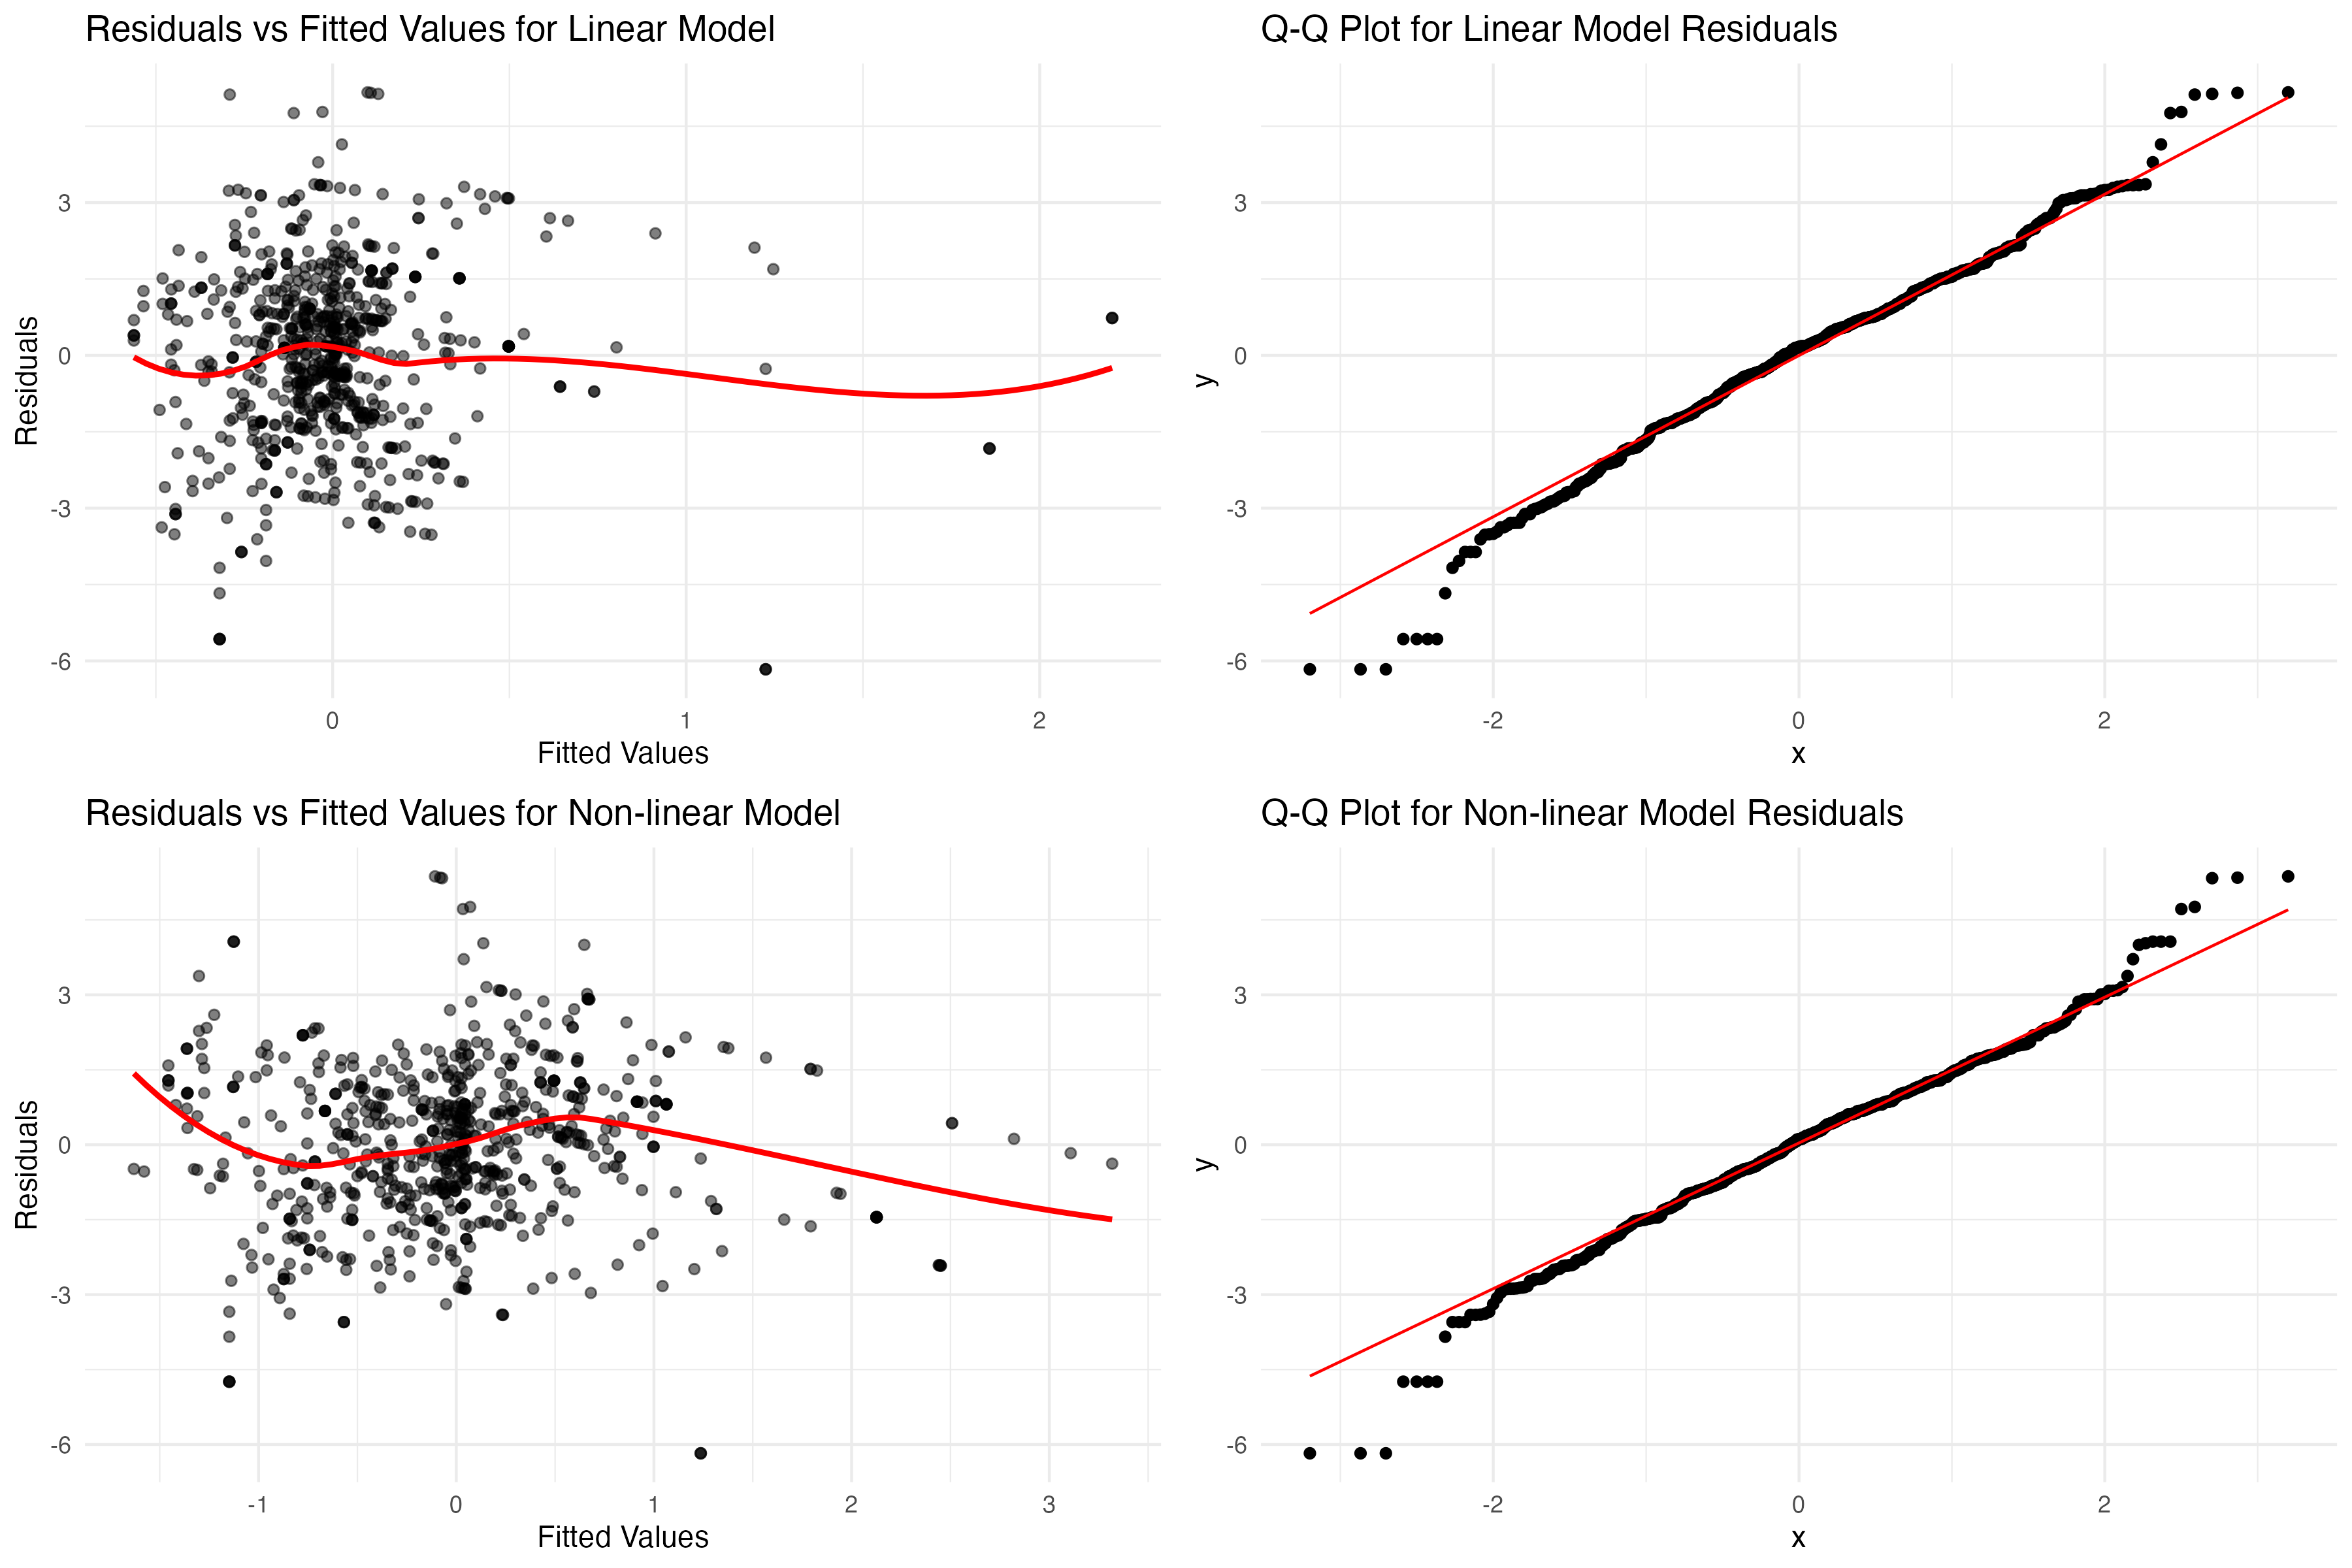 Residuals vs Fitted Values for Linear Model
Residuals
3
0
-3
-6
0
1
2
Fitted Values
Q-Q Plot for Linear Model Residuals
y
3
0
-3
-6
-2
0
2
x
Residuals vs Fitted Values for Non-linear Model
Residuals
3
0
-3
-6
-1
0
1
2
3
Fitted Values
Q-Q Plot for Non-linear Model Residuals
y
3
0
-3
-6
-2
0
2
x